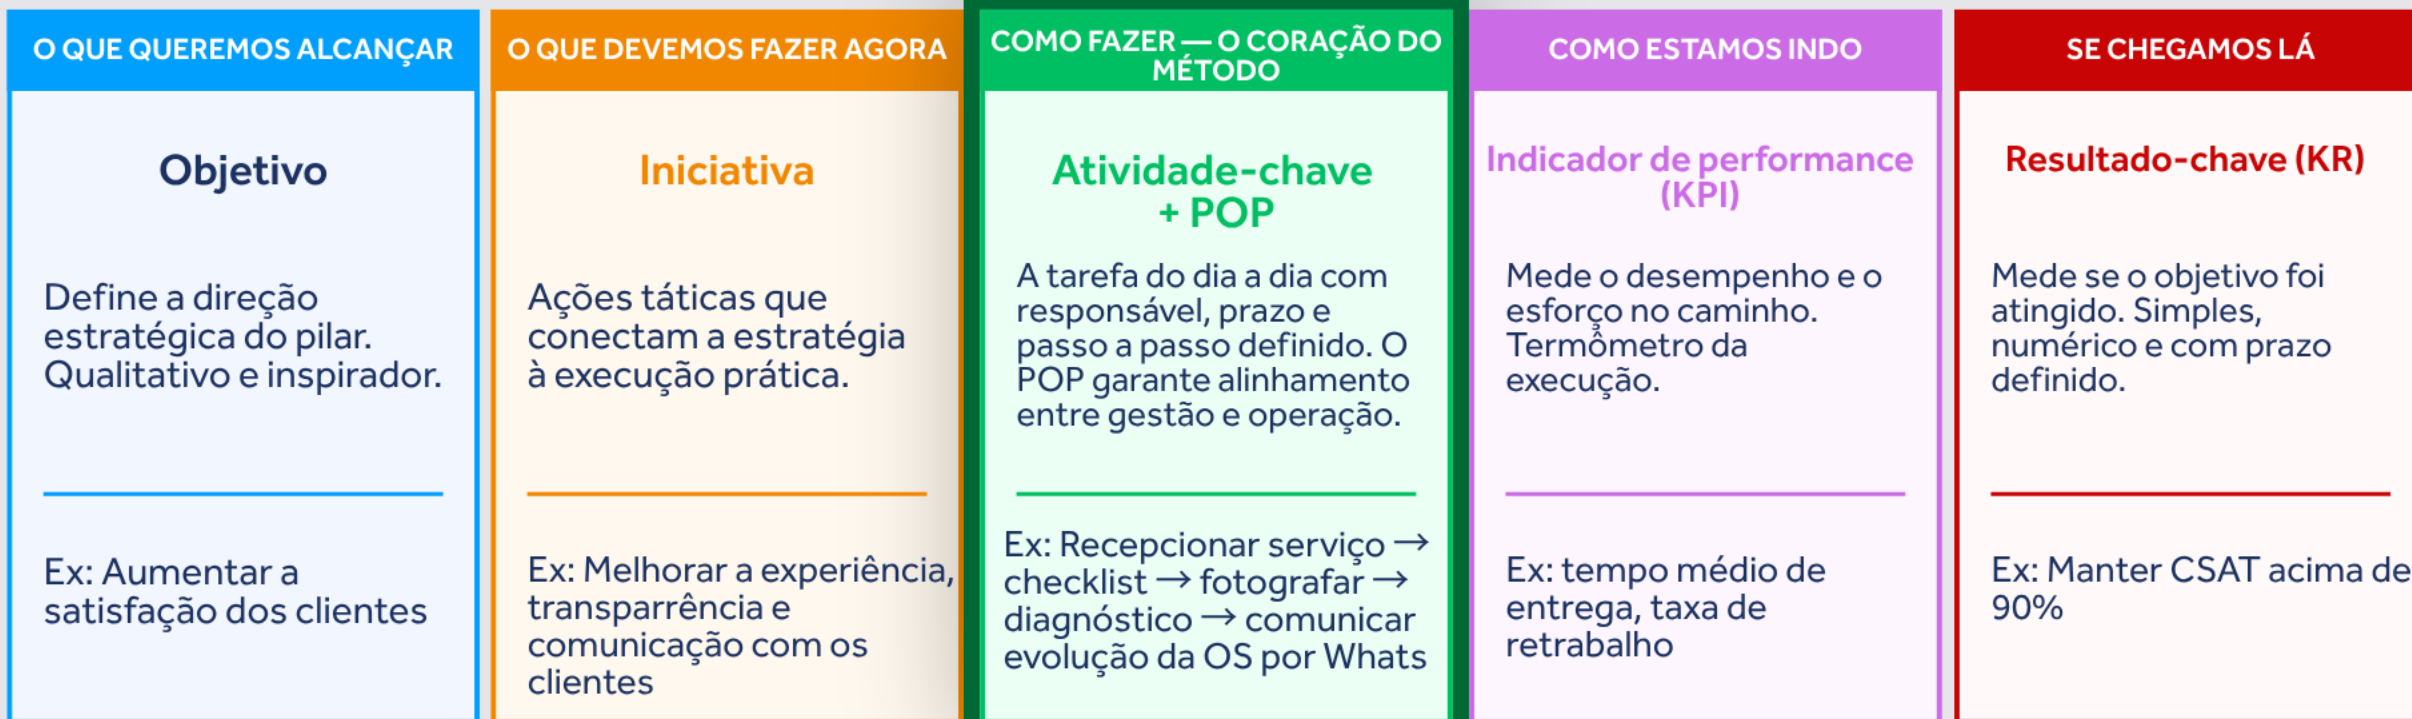 O QUE QUEREMOS ALCANÇAR
Objetivo
Define a direção
estratégica do pilar.
Qualitativo e inspirador.
Ex: Aumentar a
satisfação dos clientes
O QUE DEVEMOS FAZER AGORA
Iniciativa
Ações táticas que
conectam a estratégia
à execução prática.
Ex: Melhorar a experiência,
transparrência e
comunicação com os
clientes
COMO FAZER — O CORAÇÃO DO
MÉTODO
Atividade-chave
+ POP
A tarefa do dia a dia com
responsável, prazo e
passo a passo definido. O
POP garante alinhamento
entre gestão e operação.
Ex: Recepcionar serviço →
checklist → fotografar →
diagnóstico → comunicar
evolução da OS por Whats
COMO ESTAMOS INDO
Indicador de performance
(KPI)
Mede o desempenho e o
esforço no caminho.
Termômetro da
execução.
Ex: tempo médio de
entrega, taxa de
retrabalho
SE CHEGAMOS LÁ
Resultado-chave (KR)
Mede se o objetivo foi
atingido. Simples,
numérico e com prazo
definido.
Ex: Manter CSAT acima de
90%